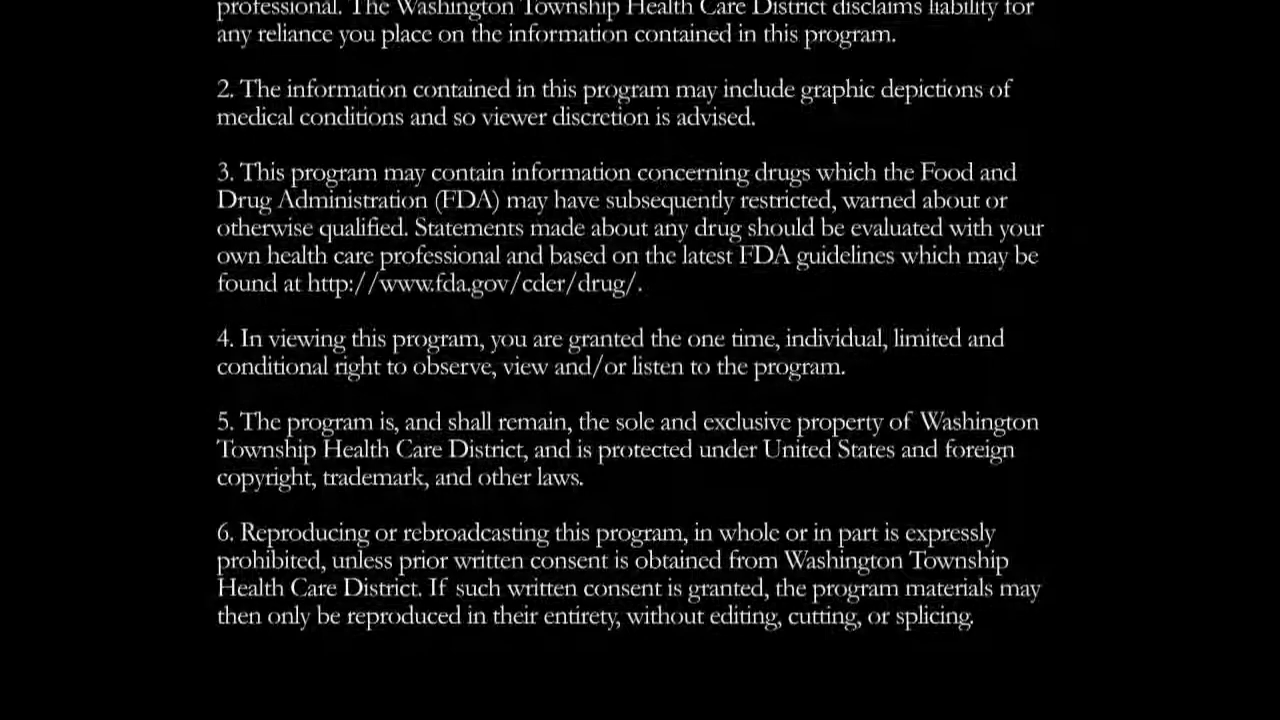 professional. The Washington Township Health Care District disclaims liability for
any reliance you place on the information contained in this program.
2. The information contained in this program may include graphic depictions of
medical conditions and so viewer discretion is advised.
3. This program may contain information concerning drugs which the Food and
Drug Administration (FDA) may have subsequently restricted, warned about or
otherwise qualified. Statements made about any drug should be evaluated with your
own health care professional and based on the latest FDA guidelines which may be
found at http://www.fda.gov/cder/drug/.
4. In viewing this program, you are granted the one time, individual, limited and
conditional right to observe, view and/or listen to the program.
5. The program is, and shall remain, the sole and exclusive property of Washington
Township Health Care District, and is protected under United States and foreign
copyright, trademark, and other laws.
6. Reproducing or rebroadcasting this program, in whole or in part is expressly
prohibited, unless prior written consent is obtained from Washington Township
Health Care District. If such written consent is granted, the program materials may
then only be reproduced in their entirety, without editing, cutting, or splicing.